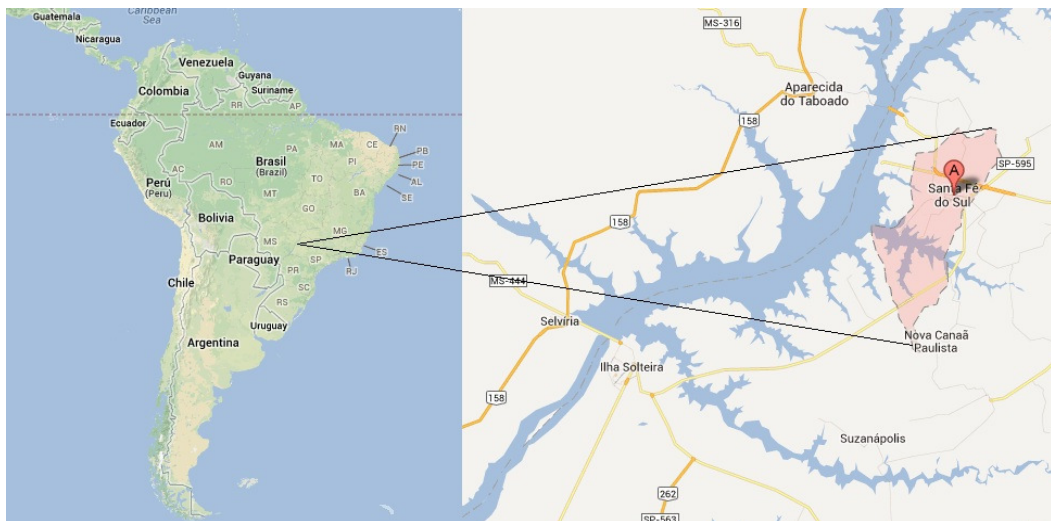 Caribbean
Sea
Guatemala
Nicaragua
Venezuela
Guyana
Suriname
Colombia
RR
AP
Ecuador
AM
PA
MA
CE
RN
PB
PE
AL
SE
PI
Brasil
(Brazil)
TO
AC
RO
MT
BA
Perú
(Peru)
GO
Bolivia
MG
MS
ES
SP
RJ
Paraguay
PR
SC
Chile
RS
Uruguay
Argentina
MS-316
Aparecida
do Taboado
158
SP-595
A
Santa Fé
do Sul
158
MS-444
Selvíria
Nova Canaã
Paulista
Ilha Solteira
158
Suzanápolis
262
SP-563